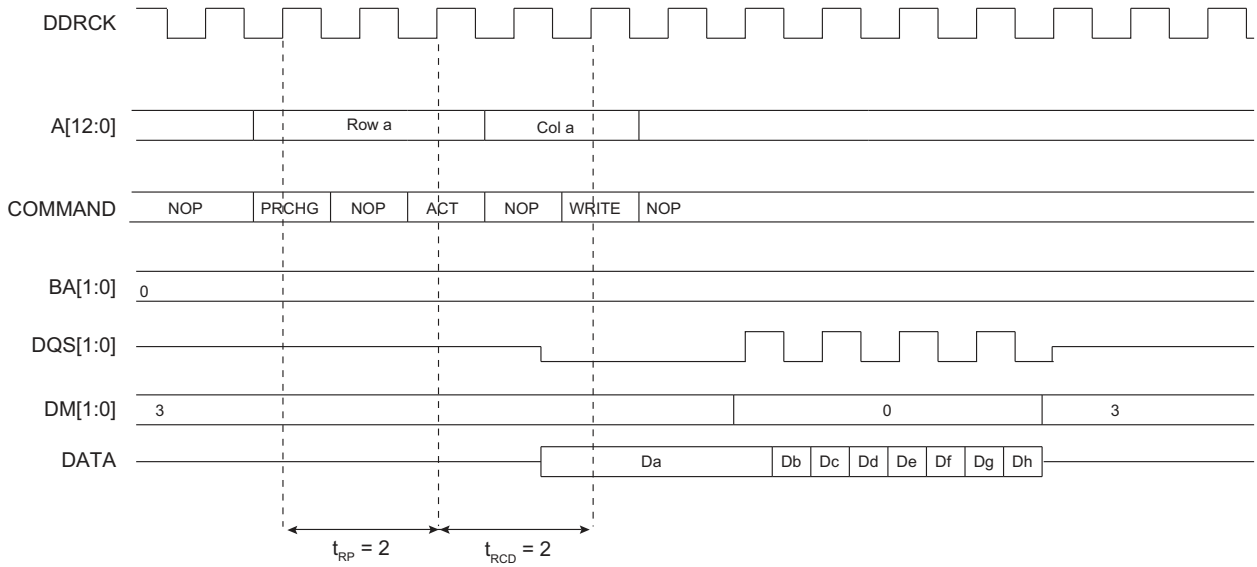 DDRCK
A[12:0] Row a Col a
COMMAND NOP PRCHG NOP ACT NOP WRITE NOP
BA[1:0] 0
DQS[1:0]
DM[1:0] 3 0 3
DATA Da Db Dc Dd De Df Dg Dh
tRP = 2 tRCD = 2